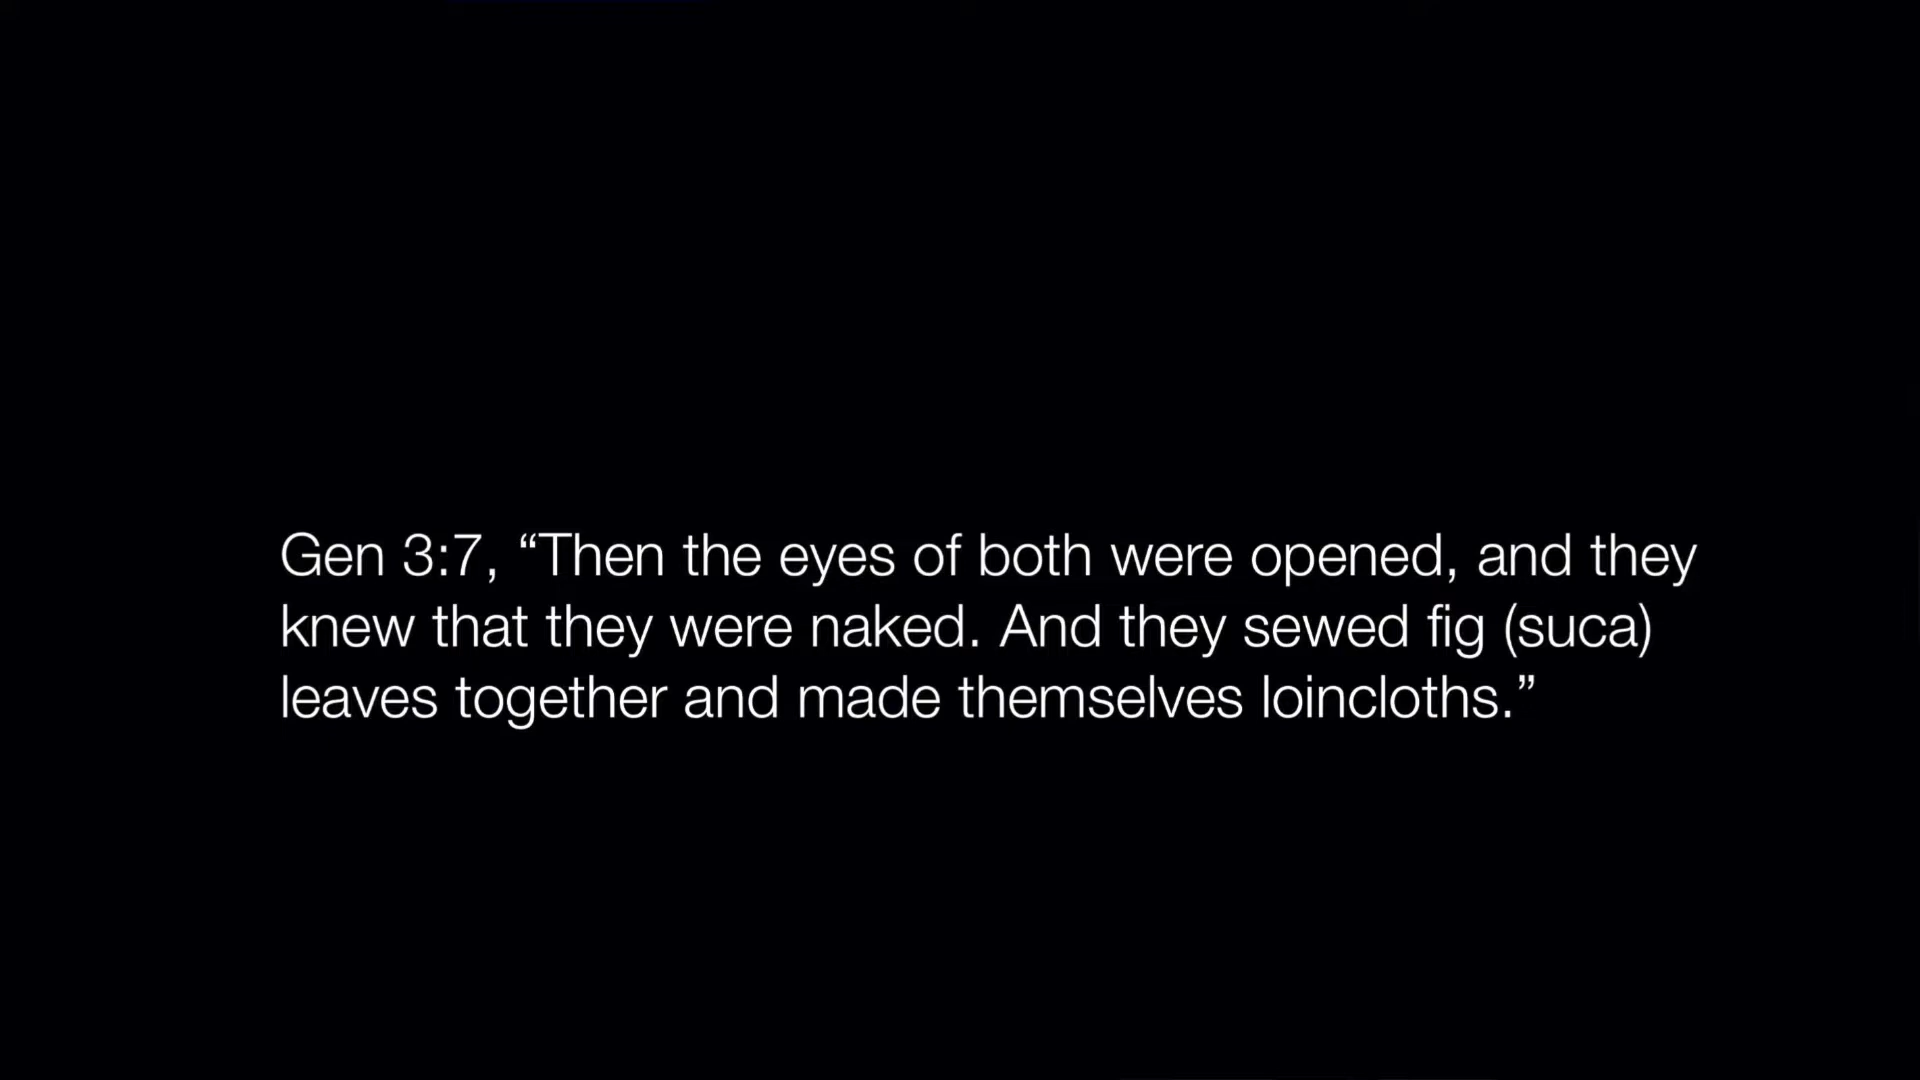 Gen 3:7, “Then the eyes of both were opened, and they
knew that they were naked. And they sewed fig (suca)
leaves together and made themselves loincloths.”